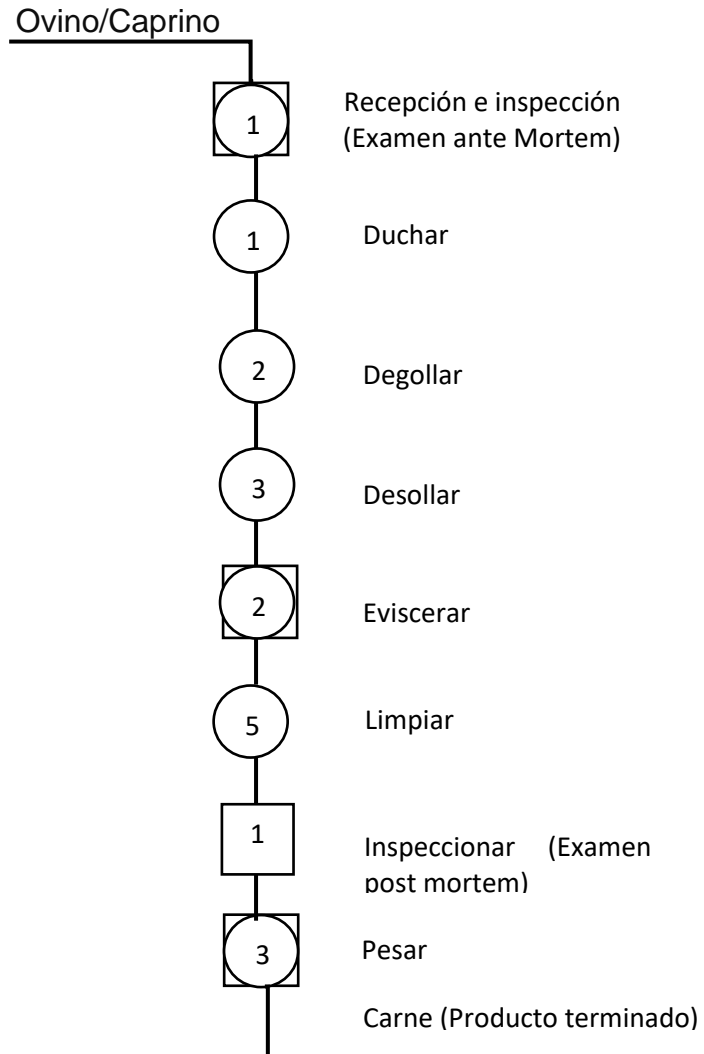 Ovino/Caprino
1
Recepción e inspección
(Examen ante Mortem)
1
Duchar
2
Degollar
3
Desollar
2
Eviscerar
5
Limpiar
1
Inspeccionar (Examen
post mortem)
3
Pesar
Carne (Producto terminado)